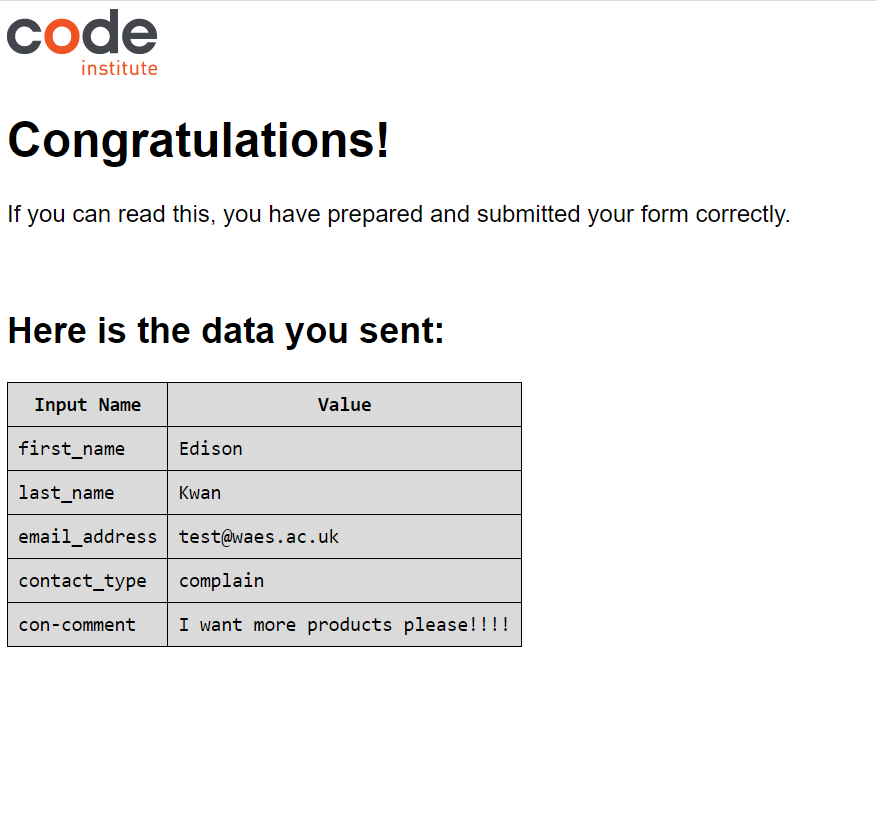 code
institute
Congratulations!
If you can read this, you have prepared and submitted your form correctly.
Here is the data you sent:
Input Name Value
first_name Edison
last_name Kwan
email_address test@waes.ac.uk
contact_type complain
con-comment I want more products please!!!!